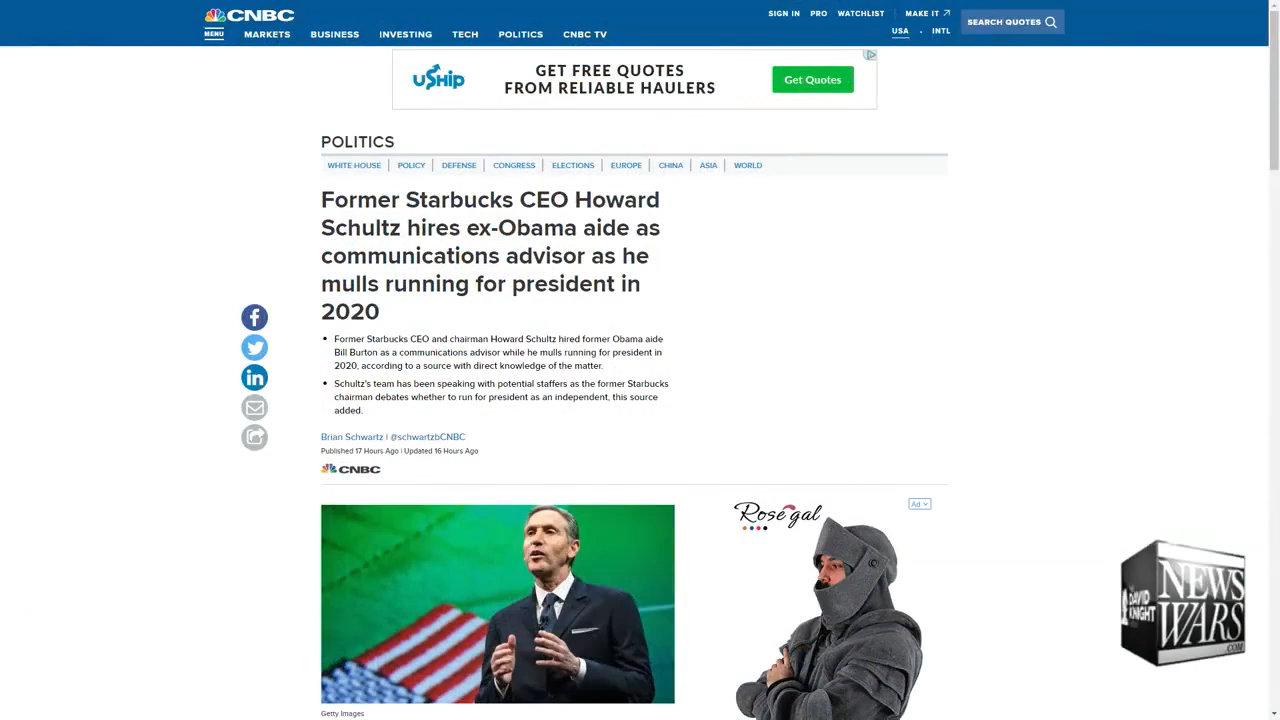 CNBC
SIGN IN PRO WATCHLIST MAKE IT
SEARCH QUOTES
MENU MARKETS BUSINESS INVESTING TECH POLITICS CNBC TV
USA INTL
uShip
GET FREE QUOTES
FROM RELIABLE HAULERS
Get Quotes
POLITICS
WHITE HOUSE POLICY DEFENSE CONGRESS ELECTIONS EUROPE CHINA ASIA WORLD
Former Starbucks CEO Howard
Schultz hires ex-Obama aide as
communications advisor as he
mulls running for president in
2020
• Former Starbucks CEO and chairman Howard Schultz hired former Obama aide
Bill Burton as a communications advisor while he mulls running for president in
2020, according to a source with direct knowledge of the matter.
• Schultz's team has been speaking with potential staffers as the former Starbucks
chairman debates whether to run for president as an independent, this source
added.
Brian Schwartz | @schwartzbCNBC
Published 17 Hours Ago | Updated 16 Hours Ago
CNBC
Ad
Rosegal
THE DAVID KNIGHT
NEWS
WARS
.COM
Getty Images